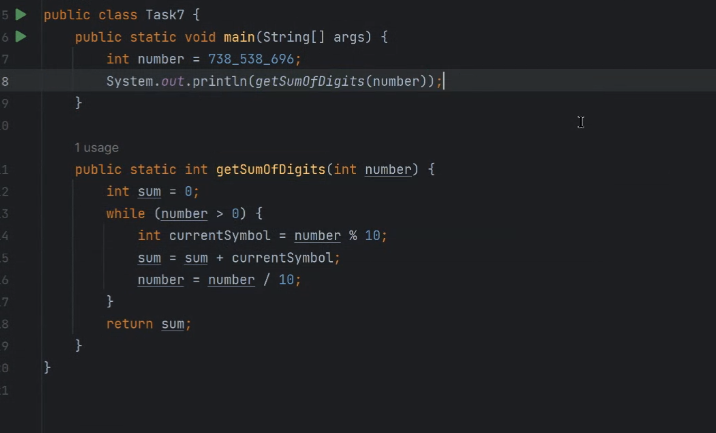 5 public class Task7 {
6 public static void main(String[] args) {
7 int number = 738_538_696;
8 System.out.println(getSumOfDigits(number));
9 }
0
1 usage
1 public static int getSumOfDigits(int number) {
2 int sum = 0;
3 while (number > 0) {
4 int currentSymbol = number % 10;
5 sum = sum + currentSymbol;
6 number = number / 10;
7 }
8 return sum;
9 }
0 }
1